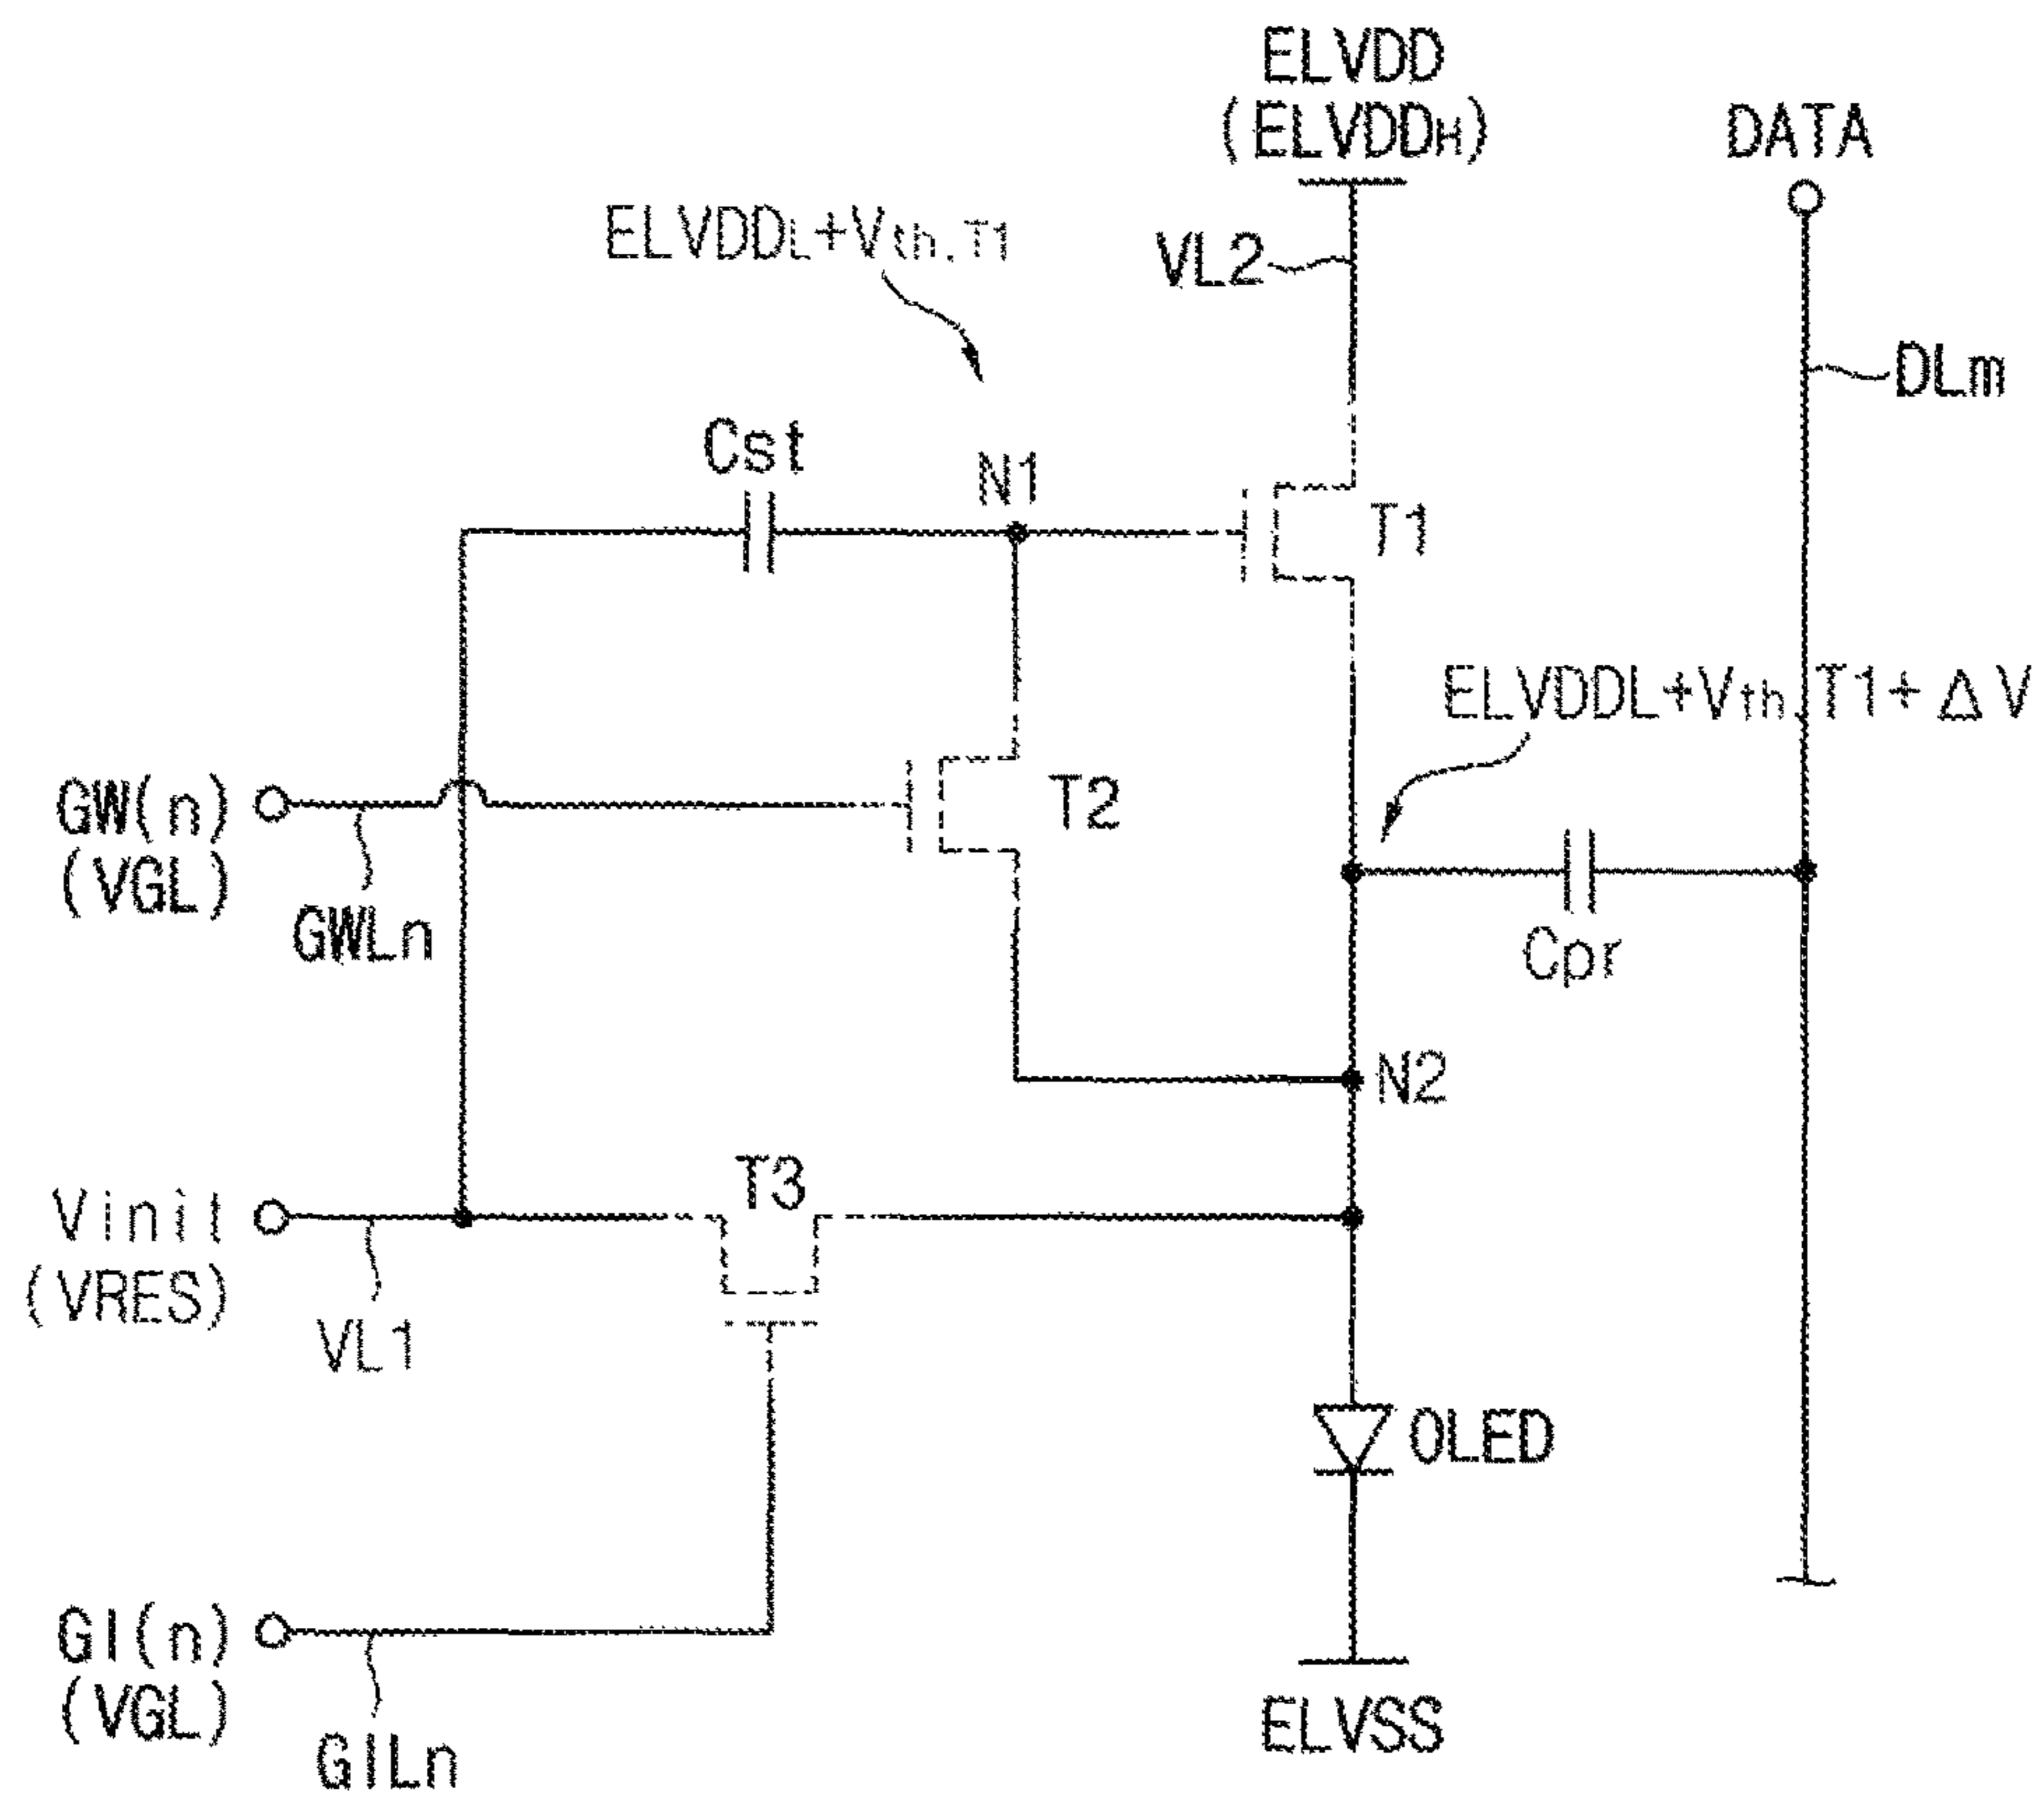 ELVDD
(ELVDDH)
DATA
ELVDDL+Vth,T1
VL2
DLm
Cst
N1
T1
ELVDDL+Vth,T1+ΔV
GW(n)
(VGL)
T2
GWLn
Cpr
N2
T3
Vinit
(VRES)
VL1
OLED
GI(n)
(VGL)
GILn
ELVSS